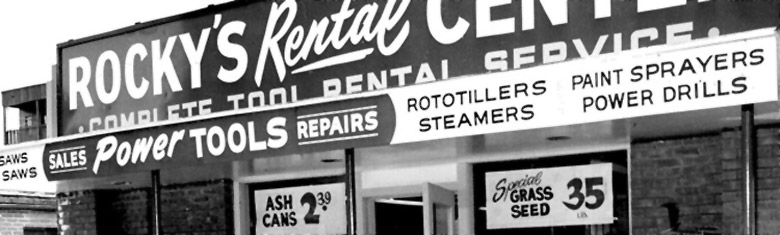 ROCKY'S Rental CENTER
• COMPLETE TOOL RENTAL SERVICE •
SAWS
SAWS
SALES Power TOOLS REPAIRS
ROTOTILLERS
STEAMERS
PAINT SPRAYERS
POWER DRILLS
ASH
CANS 2.39
Special
GRASS
SEED 35
LB.